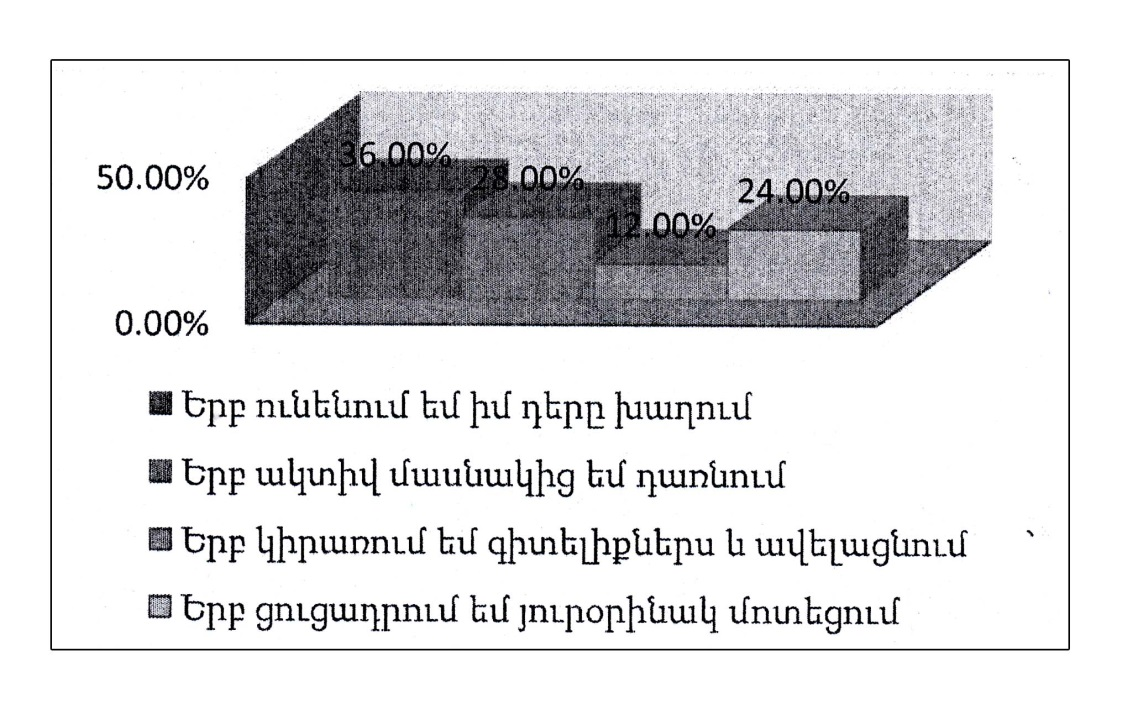 36.00%
28.00%
12.00%
24.00%
50.00%
0.00%
Երբ ունենում եմ իմ դերը խաղում
Երբ ակտիվ մասնակից եմ դառնում
Երբ կիրառում եմ գիտելիքներս և ավելացնում
Երբ ցուցադրում եմ յուրօրինակ մոտեցում